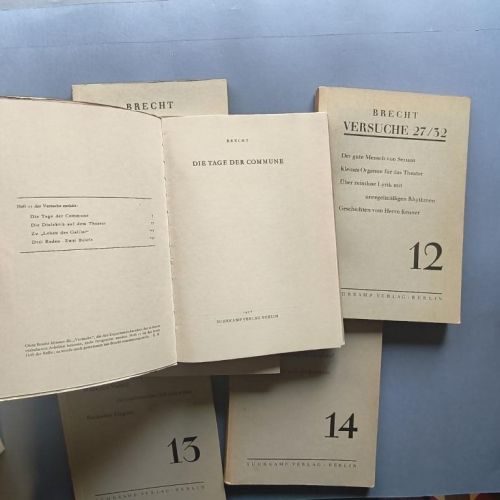 BRECHT
BRECHT
DIE TAGE DER COMMUNE
SUHRKAMP VERLAG BERLIN
Heft 15 der Versuche enthält:
Die Tage der Commune
Die Dialektik auf dem Theater
Zu „Leben des Galilei“
Drei Reden · Zwei Briefe
BRECHT
VERSUCHE 27/32
Der gute Mensch von Sezuan
Kleines Organon für das Theater
Über reimlose Lyrik mit
unregelmäßigen Rhythmen
Geschichten vom Herrn Keuner
12
SUHRKAMP VERLAG · BERLIN
13
14
SUHRKAMP VERLAG · BERLIN